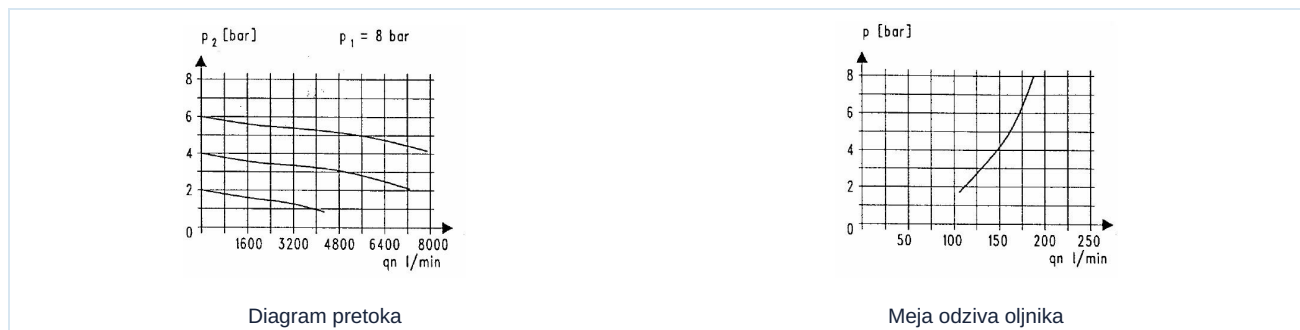 p2 [bar] p1 = 8 bar
8
6
4
2
0
1600 3200 4800 6400 8000
qn l/min
Diagram pretoka
p [bar]
8
6
4
2
0
50 100 150 200 250
qn l/min
Meja odziva oljnika